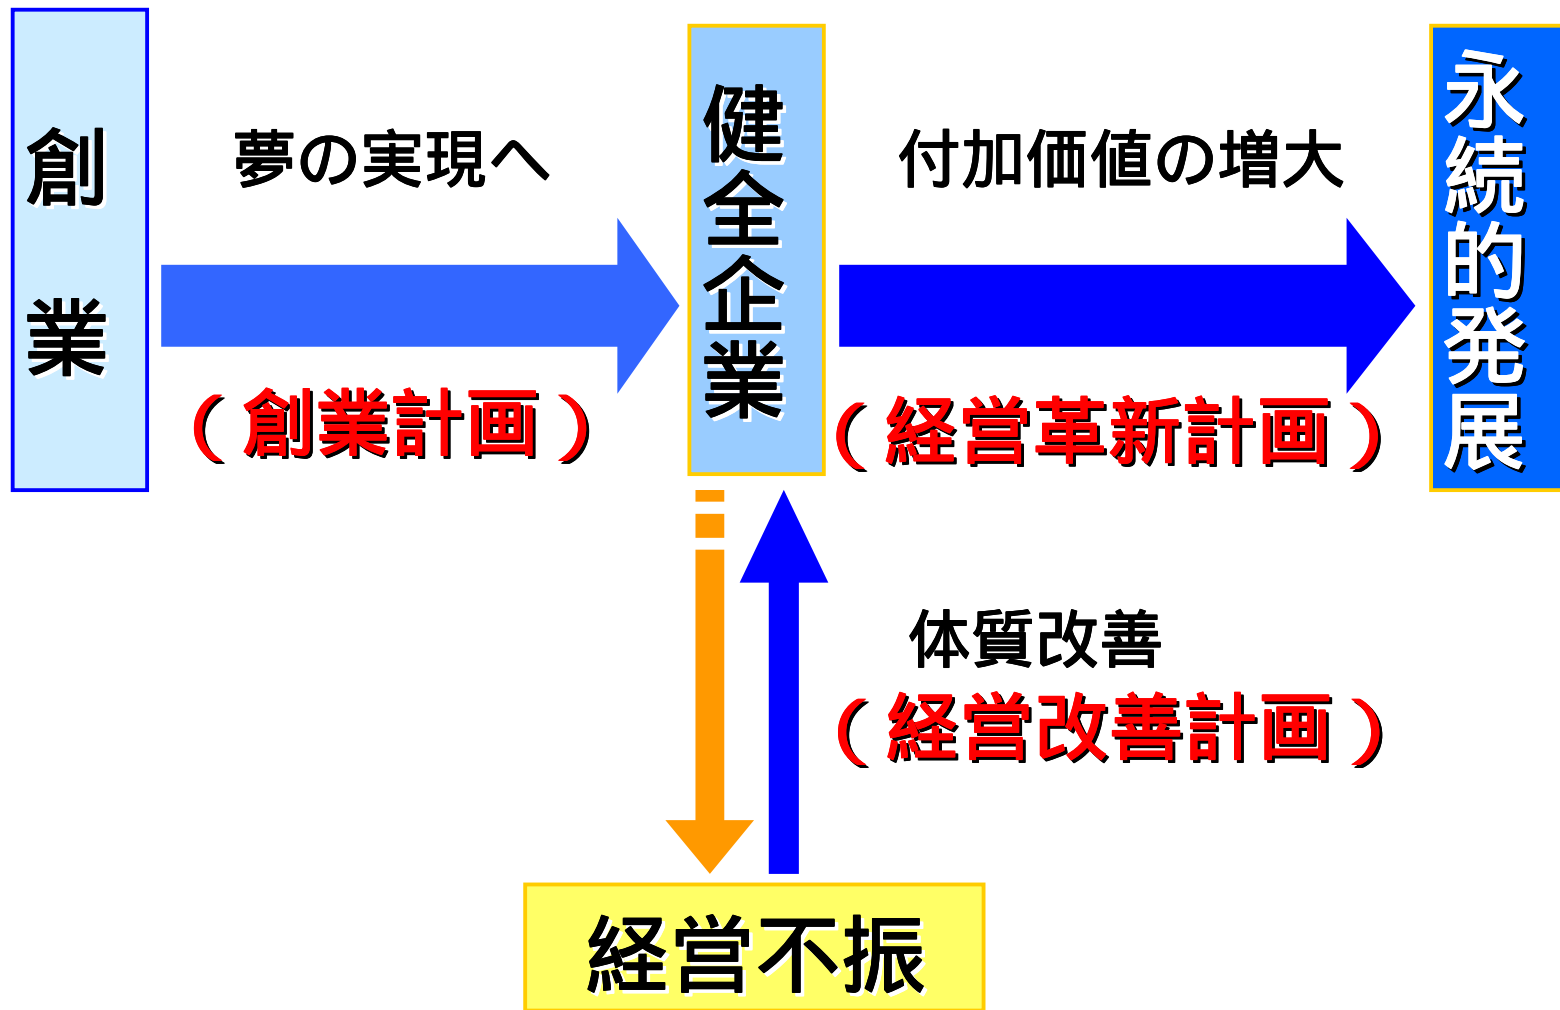 創業
夢の実現へ
（創業計画）
健全企業
付加価値の増大
（経営革新計画）
永続的発展
体質改善
（経営改善計画）
経営不振